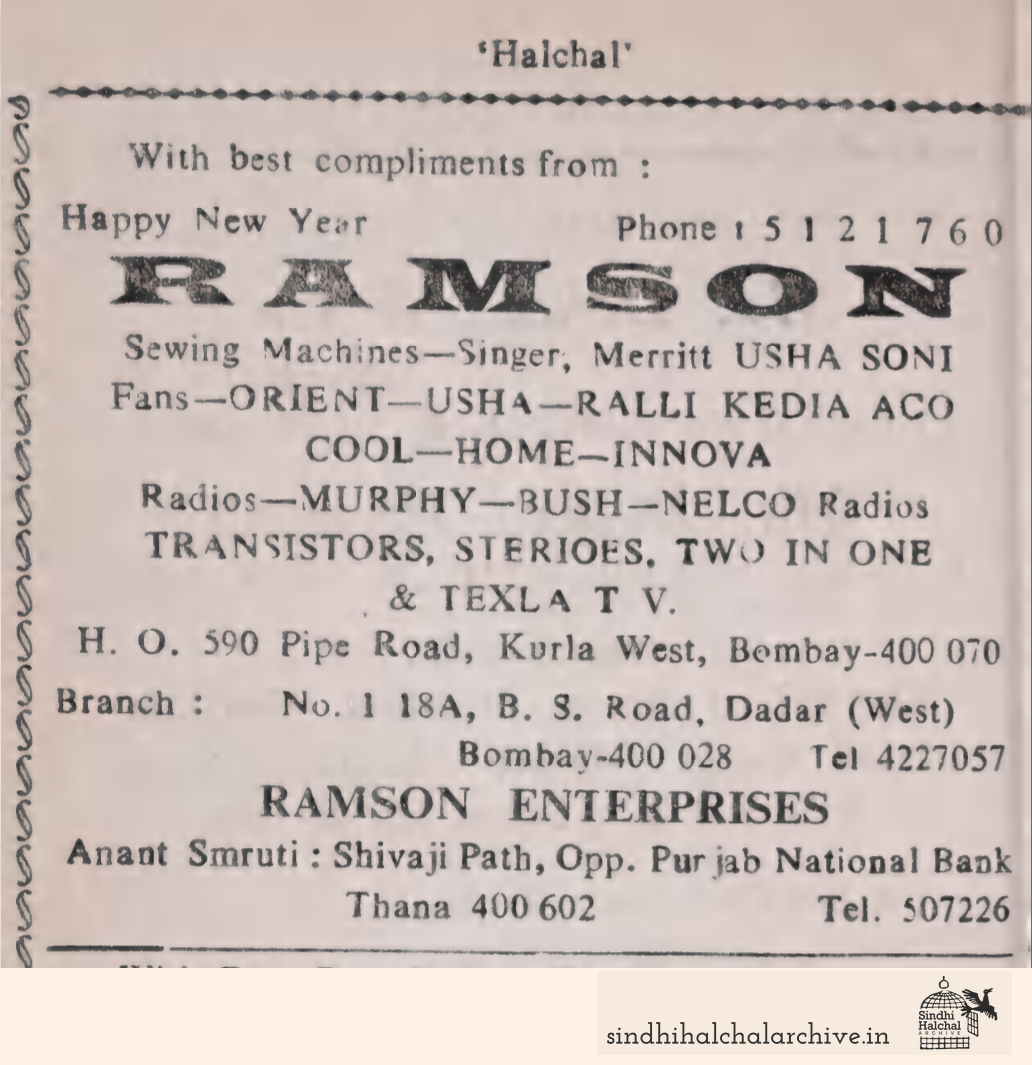 ‘Halchal’
With best compliments from :
Happy New Year Phone : 5 1 2 1 7 6 0
RAMSON
Sewing Machines—Singer, Merritt USHA SONI
Fans—ORIENT—USHA—RALLI KEDIA ACO
COOL—HOME—INNOVA
Radios—MURPHY—BUSH—NELCO Radios
TRANSISTORS, STERIOES, TWO IN ONE
& TEXLA T V.
H. O. 590 Pipe Road, Kurla West, Bombay-400 070
Branch : No. 1 18A, B. S. Road, Dadar (West)
Bombay-400 028 Tel 4227057
RAMSON ENTERPRISES
Anant Smruti : Shivaji Path, Opp. Punjab National Bank
Thana 400 602 Tel. 507226
sindhihalchalarchive.in
Sindhi
Halchal
ARCHIVE